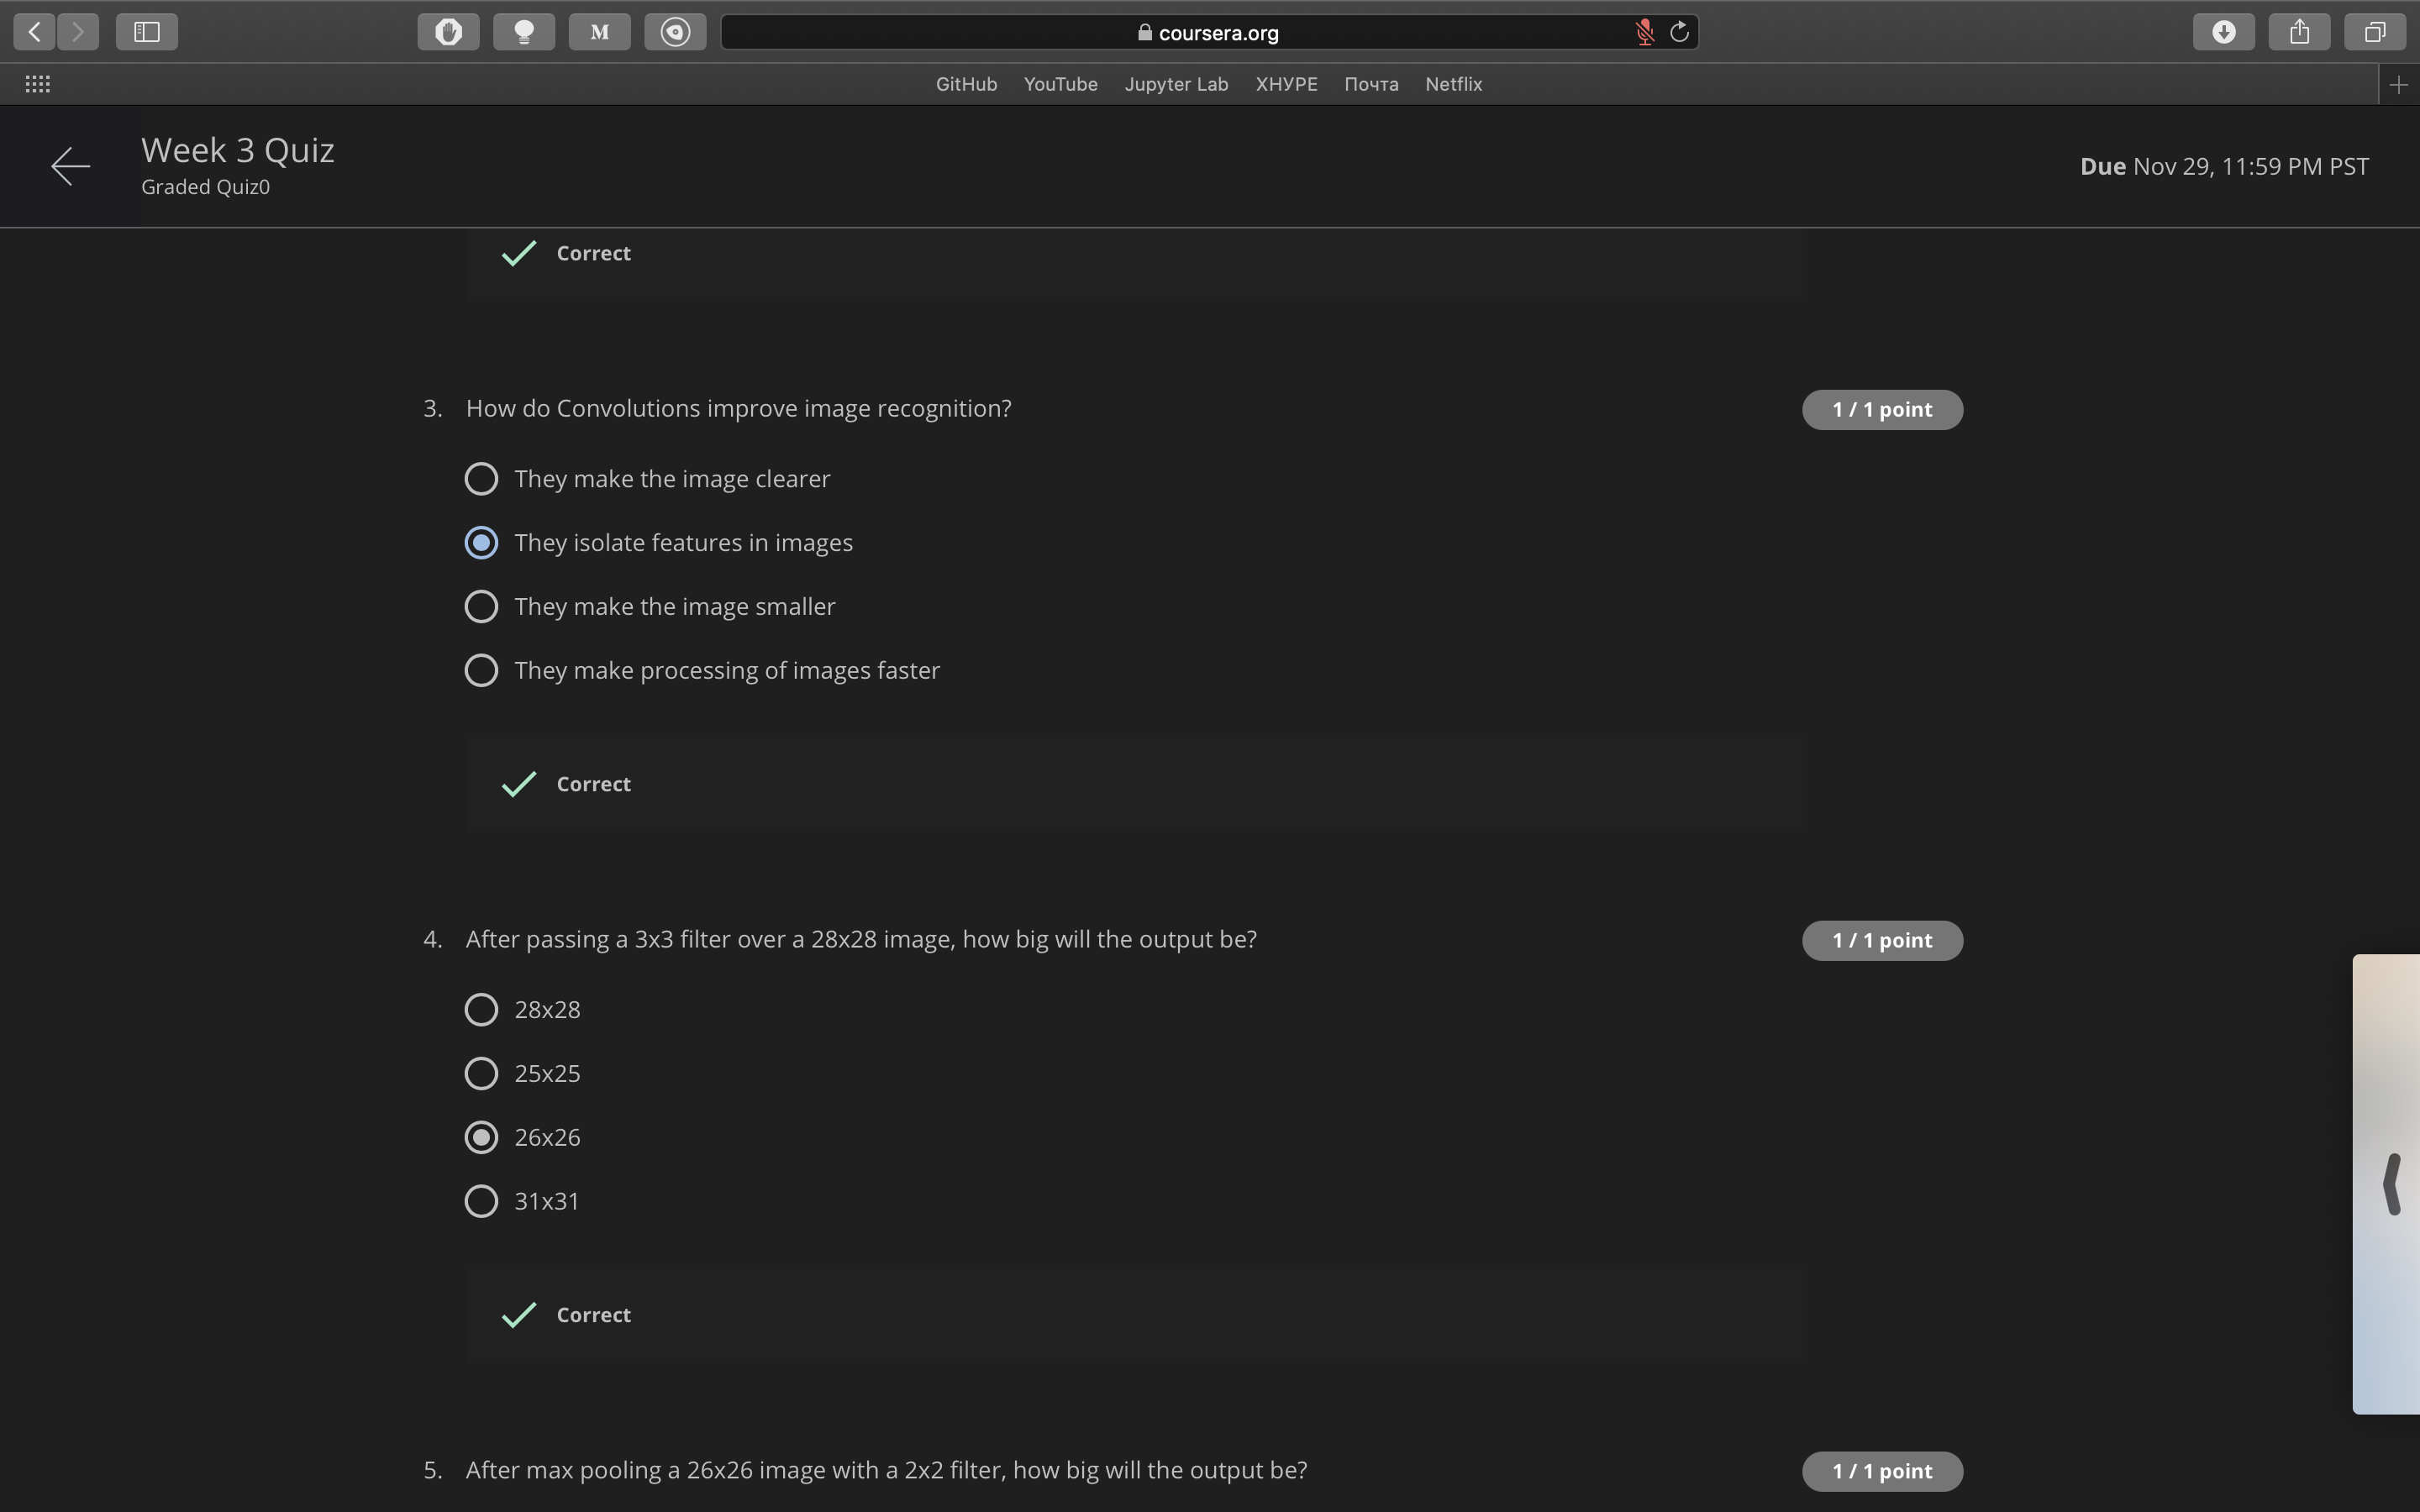 M
coursera.org
GitHub YouTube Jupyter Lab ХНУРЕ Почта Netflix
Week 3 Quiz
Graded Quiz0
Due Nov 29, 11:59 PM PST
Correct
3. How do Convolutions improve image recognition? 1 / 1 point
They make the image clearer
They isolate features in images
They make the image smaller
They make processing of images faster
Correct
4. After passing a 3x3 filter over a 28x28 image, how big will the output be? 1 / 1 point
28x28
25x25
26x26
31x31
Correct
5. After max pooling a 26x26 image with a 2x2 filter, how big will the output be? 1 / 1 point